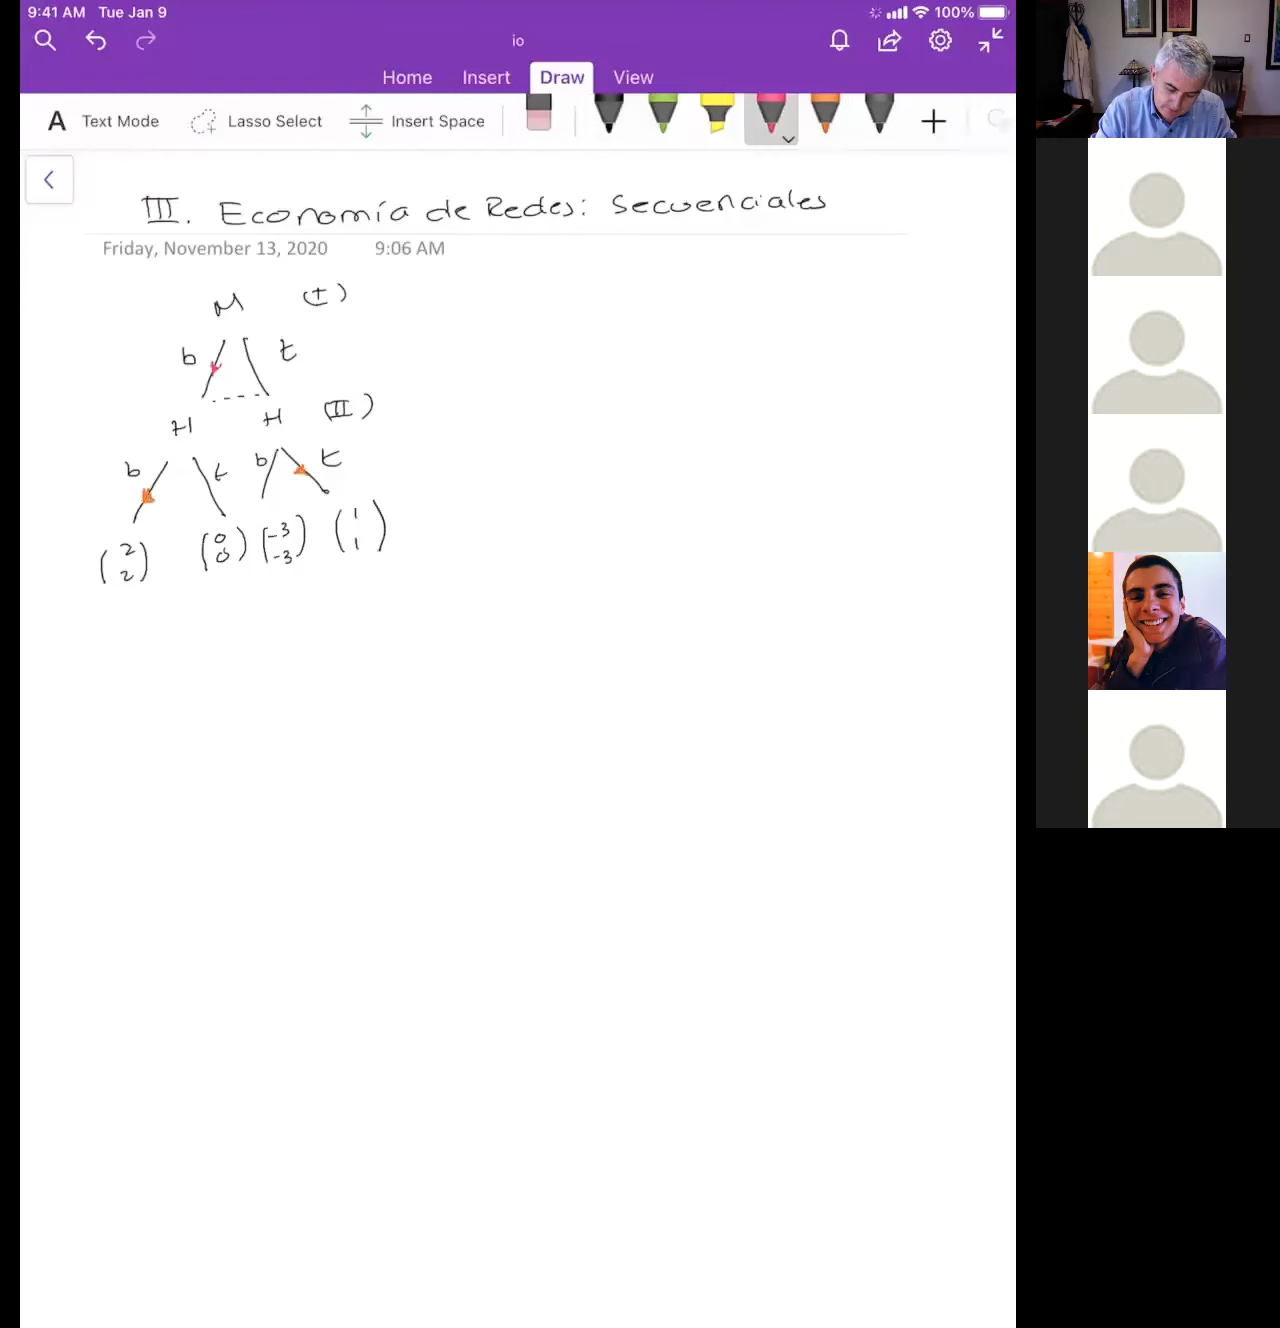 9:41 AM Tue Jan 9
100%
io
Home Insert Draw View
A Text Mode Lasso Select Insert Space
III. Economía de Redes: Secuenciales
Friday, November 13, 2020 9:06 AM
M (I)
b t
H H (II)
b t b t
(2 2) (0 0) (-3 -3) (1 1)